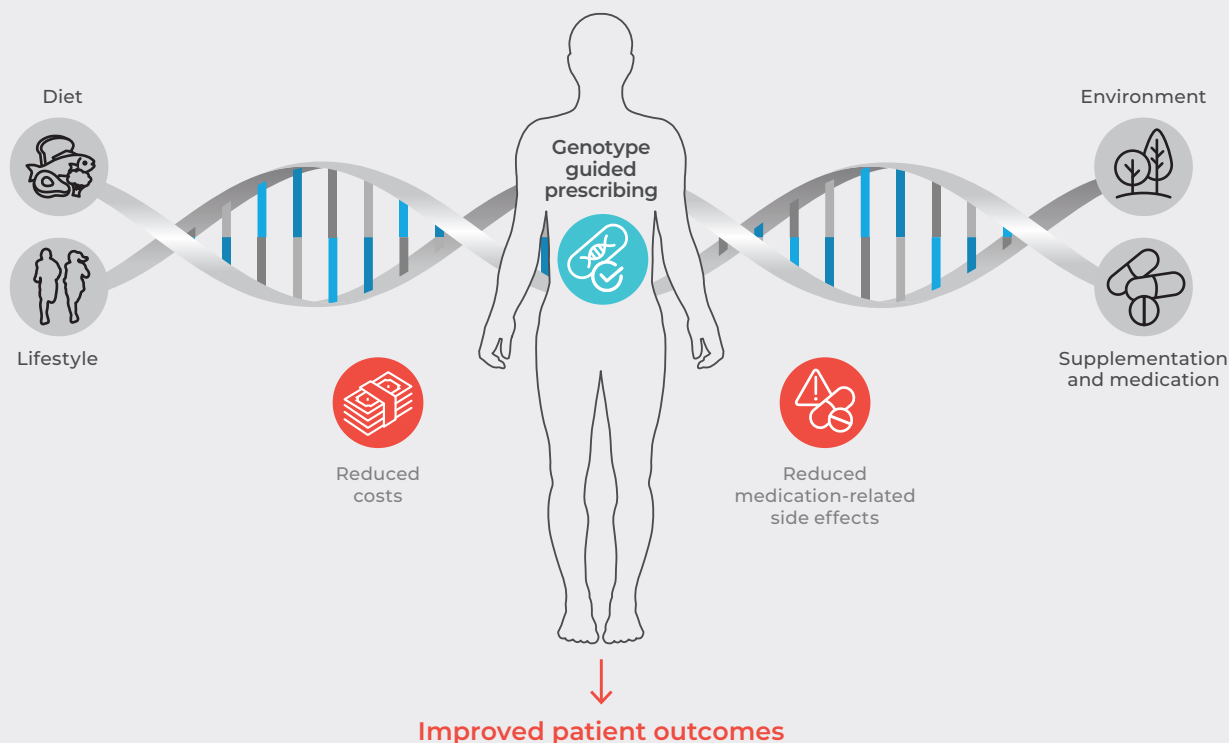 Diet
Environment
Genotype
guided
prescribing
Lifestyle
Supplementation
and medication
Reduced
costs
Reduced
medication-related
side effects
Improved patient outcomes